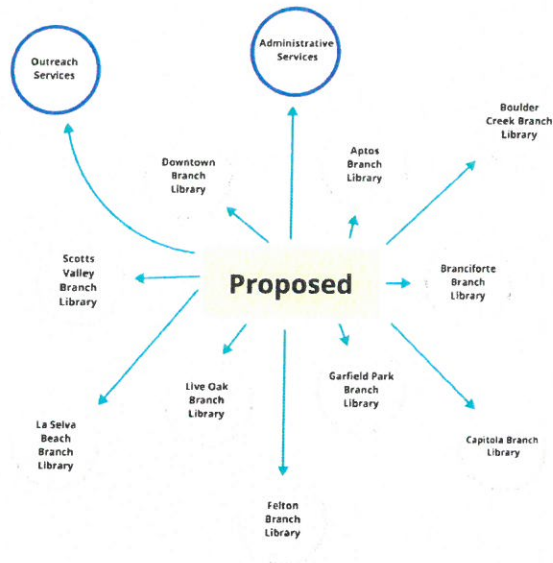 Outreach
Services
Administrative
Services
Boulder
Creek Branch
Library
Downtown
Branch
Library
Aptos
Branch
Library
Scotts
Valley
Branch
Library
Proposed
Branciforte
Branch
Library
Live Oak
Branch
Library
Garfield Park
Branch
Library
La Selva
Beach
Branch
Library
Capitola Branch
Library
Felton
Branch
Library